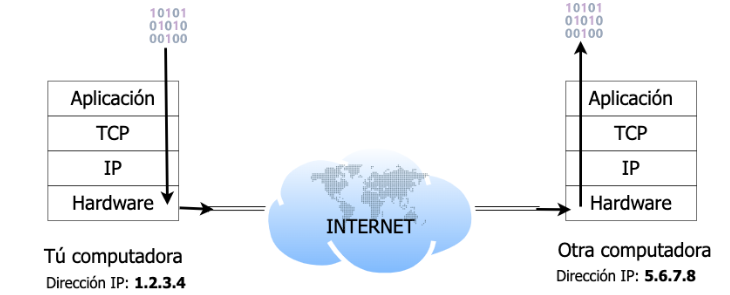 10101
01010
00100
Aplicación
TCP
IP
Hardware
Tú computadora
Dirección IP: 1.2.3.4
INTERNET
10101
01010
00100
Aplicación
TCP
IP
Hardware
Otra computadora
Dirección IP: 5.6.7.8